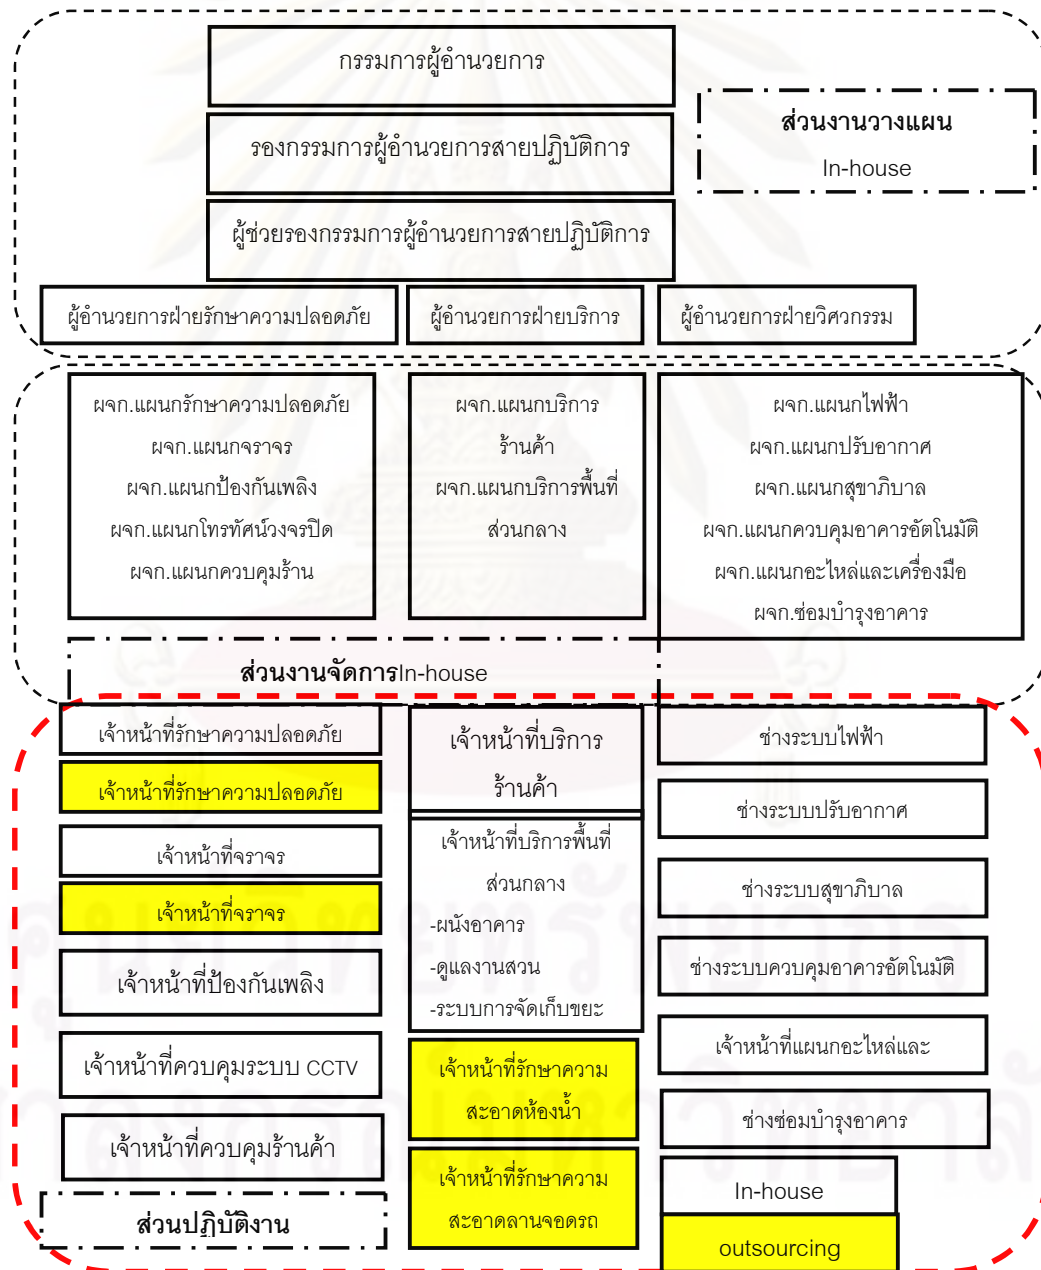 กรรมการผู้อำนวยการ
ส่วนงานวางแผน
In-house
รองกรรมการผู้อำนวยการสายปฏิบัติการ
ผู้ช่วยรองกรรมการผู้อำนวยการสายปฏิบัติการ
ผู้อำนวยการฝ่ายรักษาความปลอดภัย
ผู้อำนวยการฝ่ายบริการ
ผู้อำนวยการฝ่ายวิศวกรรม
ผจก.แผนกรักษาความปลอดภัย
ผจก.แผนกจราจร
ผจก.แผนกป้องกันเพลิง
ผจก.แผนกโทรทัศน์วงจรปิด
ผจก.แผนกควบคุมร้าน
ผจก.แผนกบริการ
ร้านค้า
ผจก.แผนกบริการพื้นที่
ส่วนกลาง
ผจก.แผนกไฟฟ้า
ผจก.แผนกปรับอากาศ
ผจก.แผนกสุขาภิบาล
ผจก.แผนกควบคุมอาคารอัตโนมัติ
ผจก.แผนกอะไหล่และเครื่องมือ
ผจก.ซ่อมบำรุงอาคาร
ส่วนงานจัดการIn-house
เจ้าหน้าที่รักษาความปลอดภัย
เจ้าหน้าที่รักษาความปลอดภัย
เจ้าหน้าที่จราจร
เจ้าหน้าที่จราจร
เจ้าหน้าที่ป้องกันเพลิง
เจ้าหน้าที่ควบคุมระบบ CCTV
เจ้าหน้าที่ควบคุมร้านค้า
ส่วนปฏิบัติงาน
เจ้าหน้าที่บริการ
ร้านค้า
เจ้าหน้าที่บริการพื้นที่
ส่วนกลาง
-ผนังอาคาร
-ดูแลงานสวน
-ระบบการจัดเก็บขยะ
เจ้าหน้าที่รักษาความ
สะอาดห้องน้ำ
เจ้าหน้าที่รักษาความ
สะอาดลานจอดรถ
ช่างระบบไฟฟ้า
ช่างระบบปรับอากาศ
ช่างระบบสุขาภิบาล
ช่างระบบควบคุมอาคารอัตโนมัติ
เจ้าหน้าที่แผนกอะไหล่และ
ช่างซ่อมบำรุงอาคาร
In-house
outsourcing